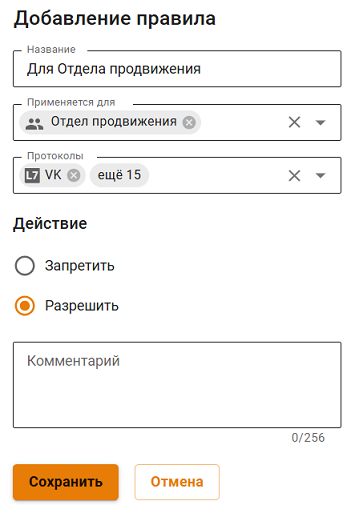 Добавление правила
Название
Для Отдела продвижения
Применяется для
Отдел продвижения
Протоколы
L7 VK ещё 15
Действие
Запретить
Разрешить
Комментарий
0/256
Сохранить Отмена